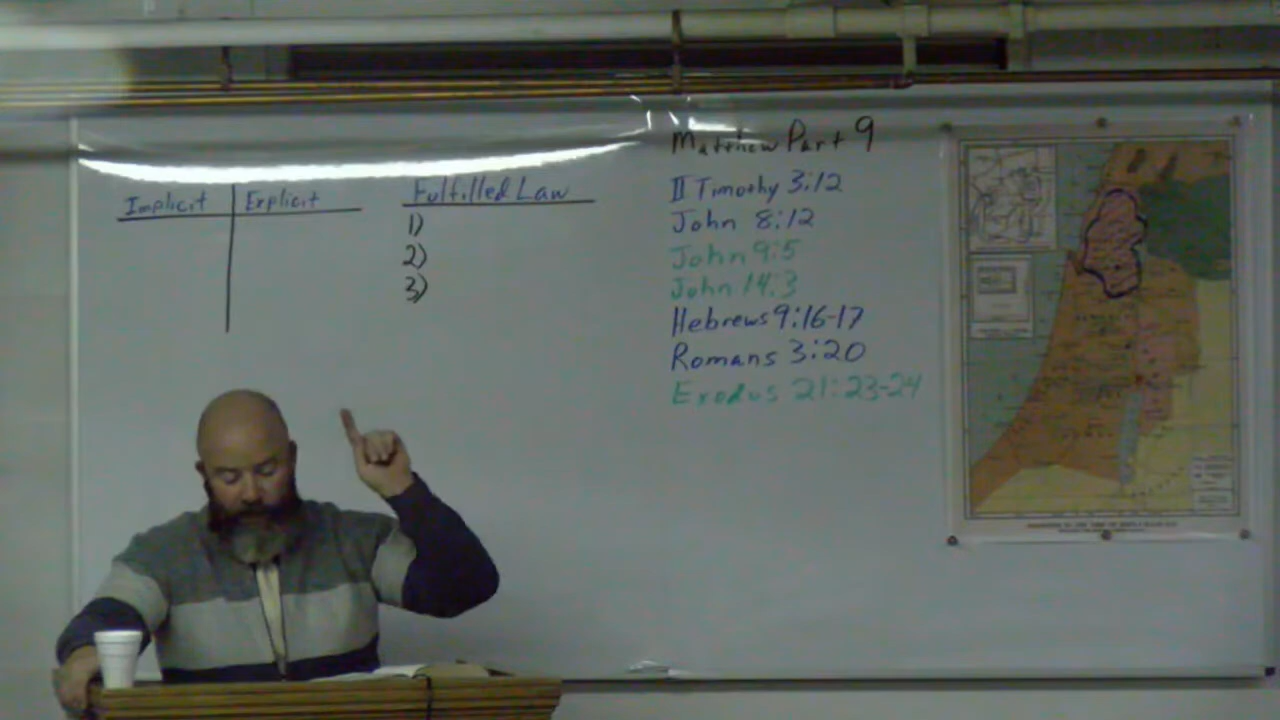 Implicit Explicit
Fulfilled Law
1)
2)
3)
Matthew Part 9
II Timothy 3:12
John 8:12
John 9:5
John 14:3
Hebrews 9:16-17
Romans 3:20
Exodus 21:23-24